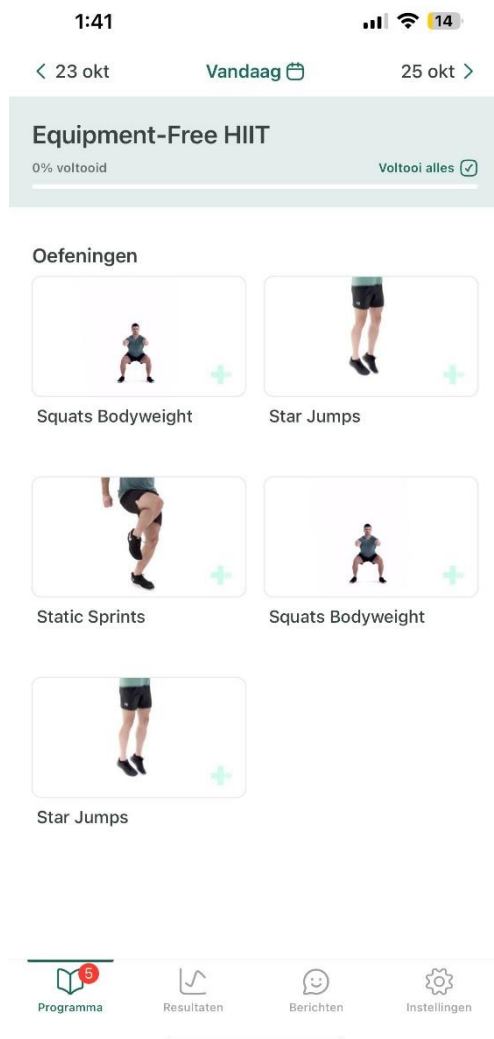 1:41
14
23 okt
Vandaag
25 okt
Equipment-Free HIIT
0% voltooid
Voltooi alles
Oefeningen
Squats Bodyweight
Star Jumps
Static Sprints
Squats Bodyweight
Star Jumps
5
Programma
Resultaten
Berichten
Instellingen